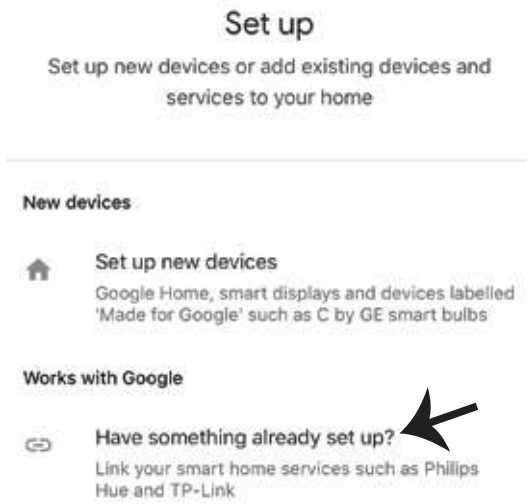 Set up
Set up new devices or add existing devices and
services to your home
New devices
Set up new devices
Google Home, smart displays and devices labelled
'Made for Google' such as C by GE smart bulbs
Works with Google
Have something already set up?
Link your smart home services such as Philips
Hue and TP-Link